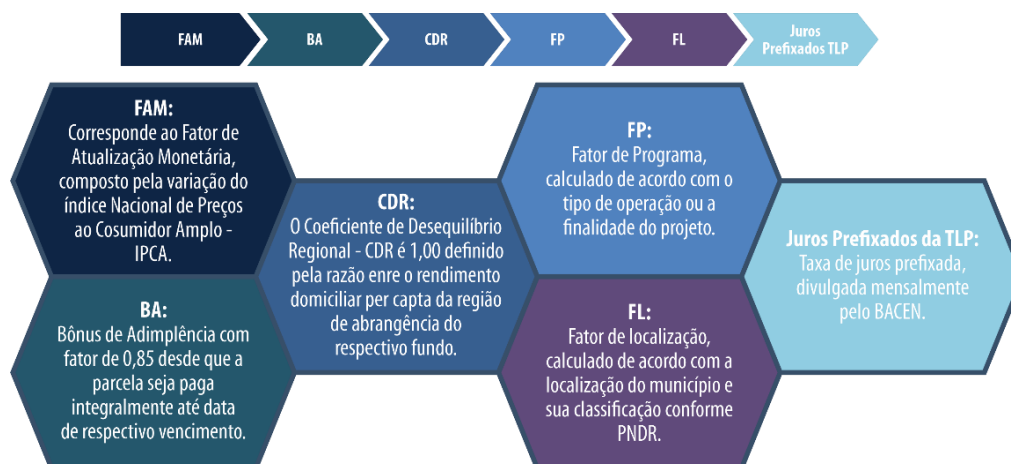 FAM
BA
CDR
FP
FL
Juros
Prefixados TLP
FAM:
Corresponde ao Fator de
Atualização Monetária,
composto pela variação do
índice Nacional de Preços
ao Cosumidor Amplo -
IPCA.
BA:
Bônus de Adimplência com
fator de 0,85 desde que a
parcela seja paga
integralmente até data
de respectivo vencimento.
CDR:
O Coeficiente de Desequilíbrio
Regional - CDR é 1,00 definido
pela razão enre o rendimento
domiciliar per capta da região
de abrangência do
respectivo fundo.
FP:
Fator de Programa,
calculado de acordo com o
tipo de operação ou a
finalidade do projeto.
FL:
Fator de localização,
calculado de acordo com a
localização do município e
sua classificação conforme
PNDR.
Juros Prefixados da TLP:
Taxa de juros prefixada,
divulgada mensalmente
pelo BACEN.